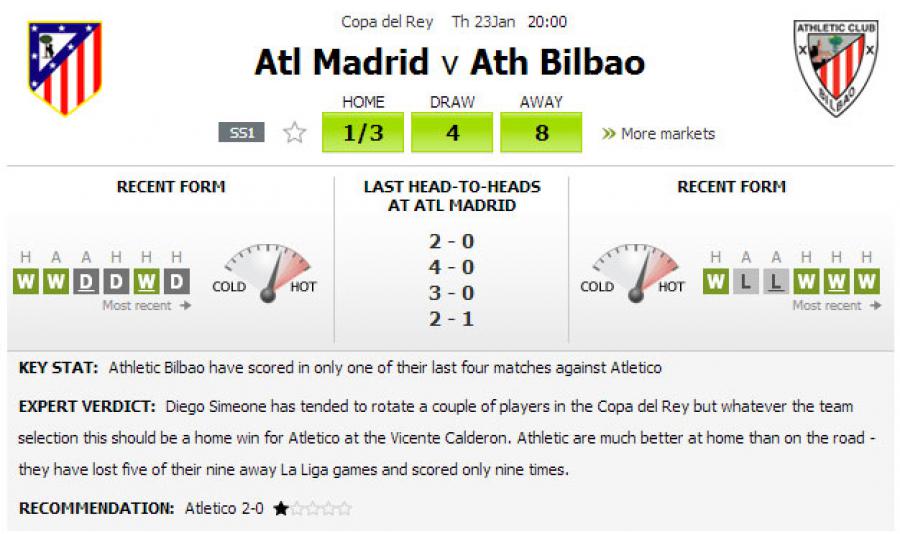 Copa del Rey Th 23Jan 20:00
Atl Madrid v Ath Bilbao
ATHLETIC CLUB
BILBAO
HOME DRAW AWAY
SS1 1/3 4 8 » More markets
RECENT FORM
H A A H H H
W W D D W D
Most recent →
COLD HOT
LAST HEAD-TO-HEADS
AT ATL MADRID
2 - 0
4 - 0
3 - 0
2 - 1
RECENT FORM
COLD HOT
H A A H H H
W L L W W W
Most recent →
KEY STAT: Athletic Bilbao have scored in only one of their last four matches against Atletico
EXPERT VERDICT: Diego Simeone has tended to rotate a couple of players in the Copa del Rey but whatever the team
selection this should be a home win for Atletico at the Vicente Calderon. Athletic are much better at home than on the road -
they have lost five of their nine away La Liga games and scored only nine times.
RECOMMENDATION: Atletico 2-0